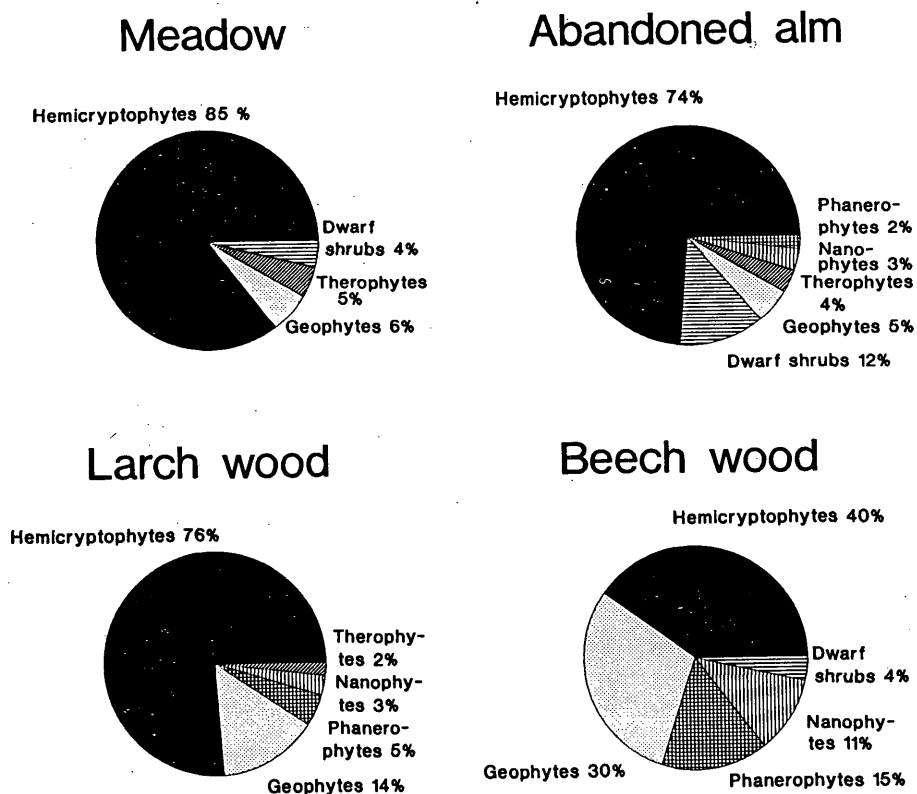 Meadow
Hemicryptophytes 85 %
Dwarf
shrubs 4%
Therophytes
5%
Geophytes 6%
Abandoned alm
Hemicryptophytes 74%
Phanero-
phytes 2%
Nano-
phytes 3%
Therophytes
4%
Geophytes 5%
Dwarf shrubs 12%
Larch wood
Hemicryptophytes 76%
Therophy-
tes 2%
Nanophy-
tes 3%
Phanero-
phytes 5%
Geophytes 14%
Beech wood
Hemicryptophytes 40%
Dwarf
shrubs 4%
Nanophy-
tes 11%
Phanerophytes 15%
Geophytes 30%